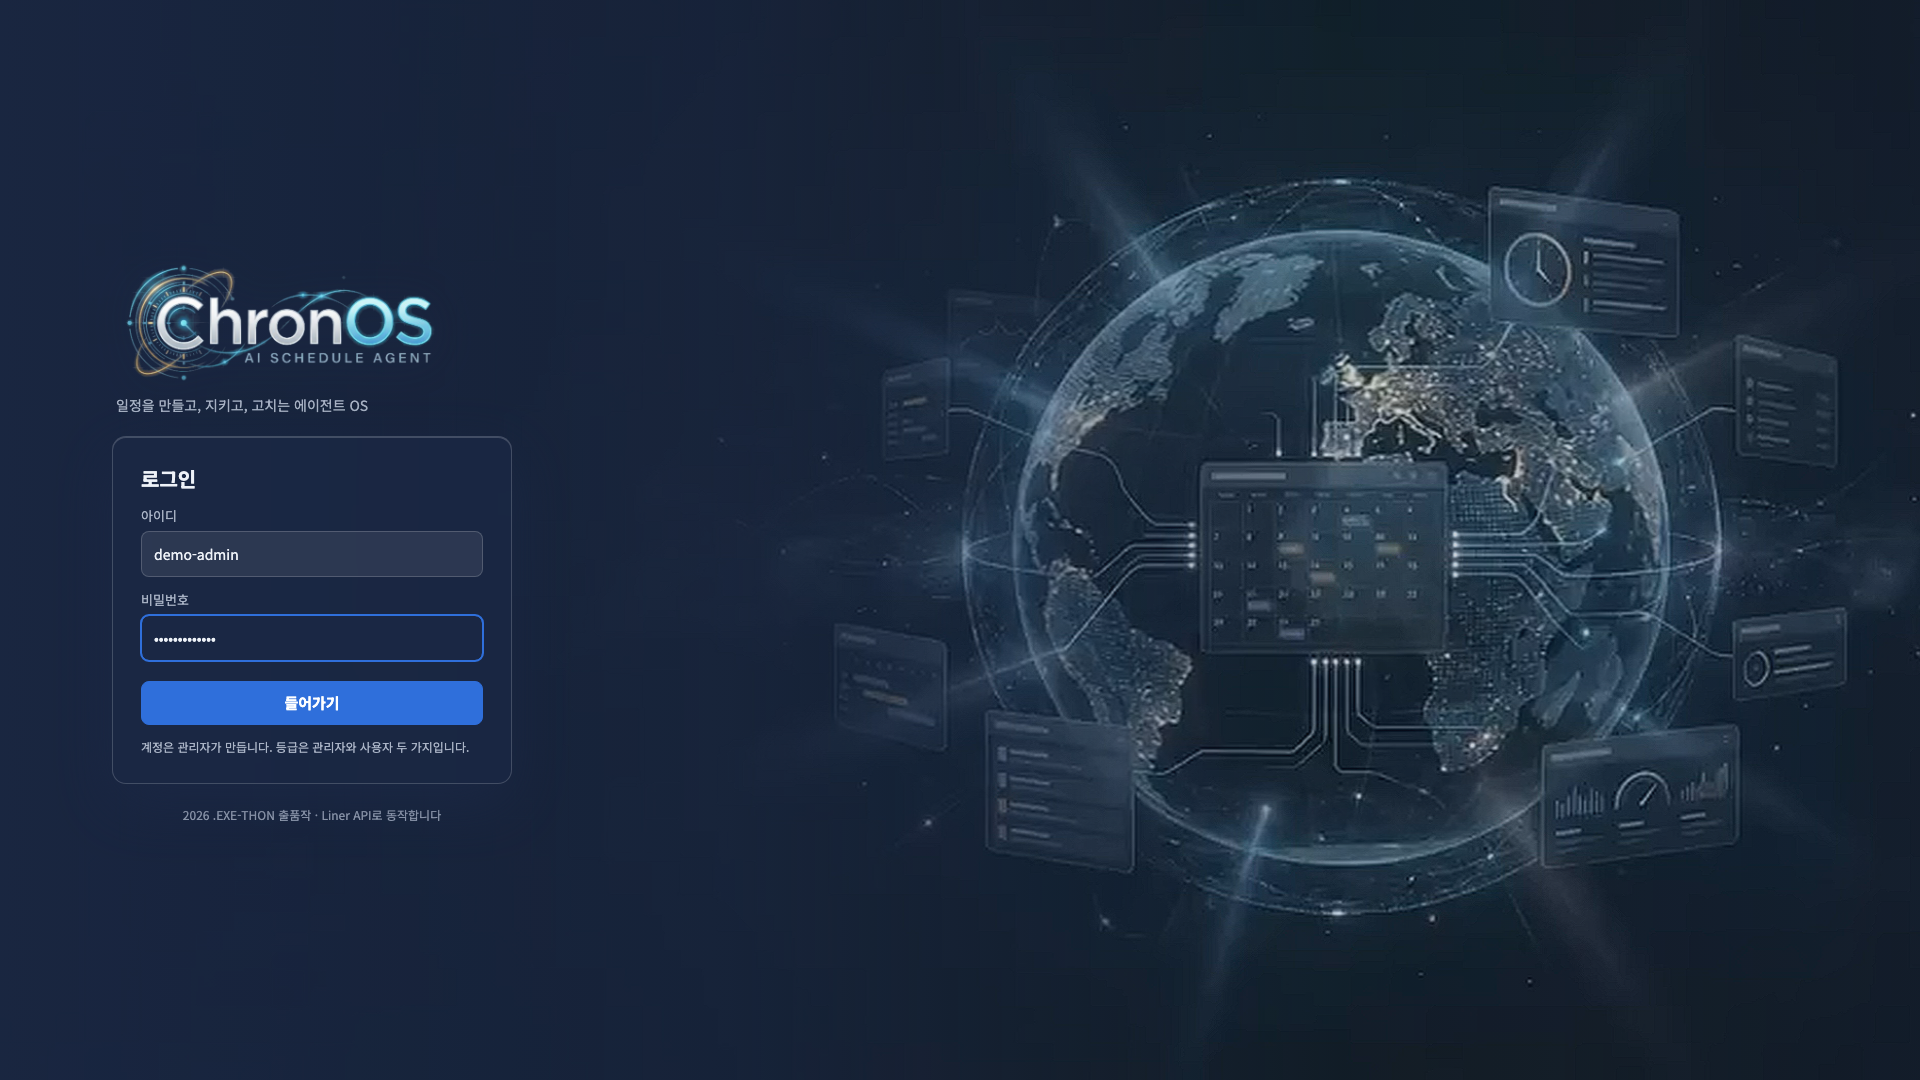 ChronOS
AI SCHEDULE AGENT
일정을 만들고, 지키고, 고치는 에이전트 OS
로그인
아이디
demo-admin
비밀번호
•••••••••••••
들어가기
계정은 관리자가 만듭니다. 등급은 관리자와 사용자 두 가지입니다.
2026 .EXE-THON 출품작 · Liner API로 동작합니다